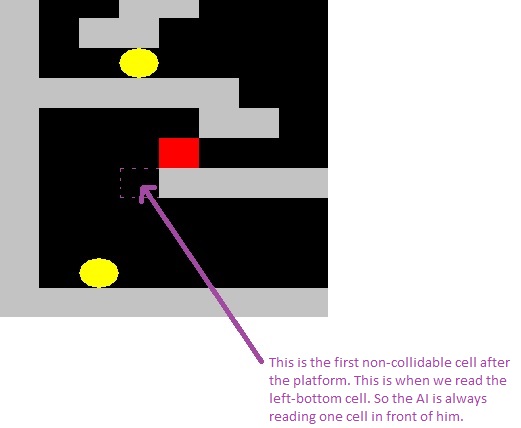 This is the first non-collidable cell after
the platform. This is when we read the
left-bottom cell. So the AI is always
reading one cell in front of him.